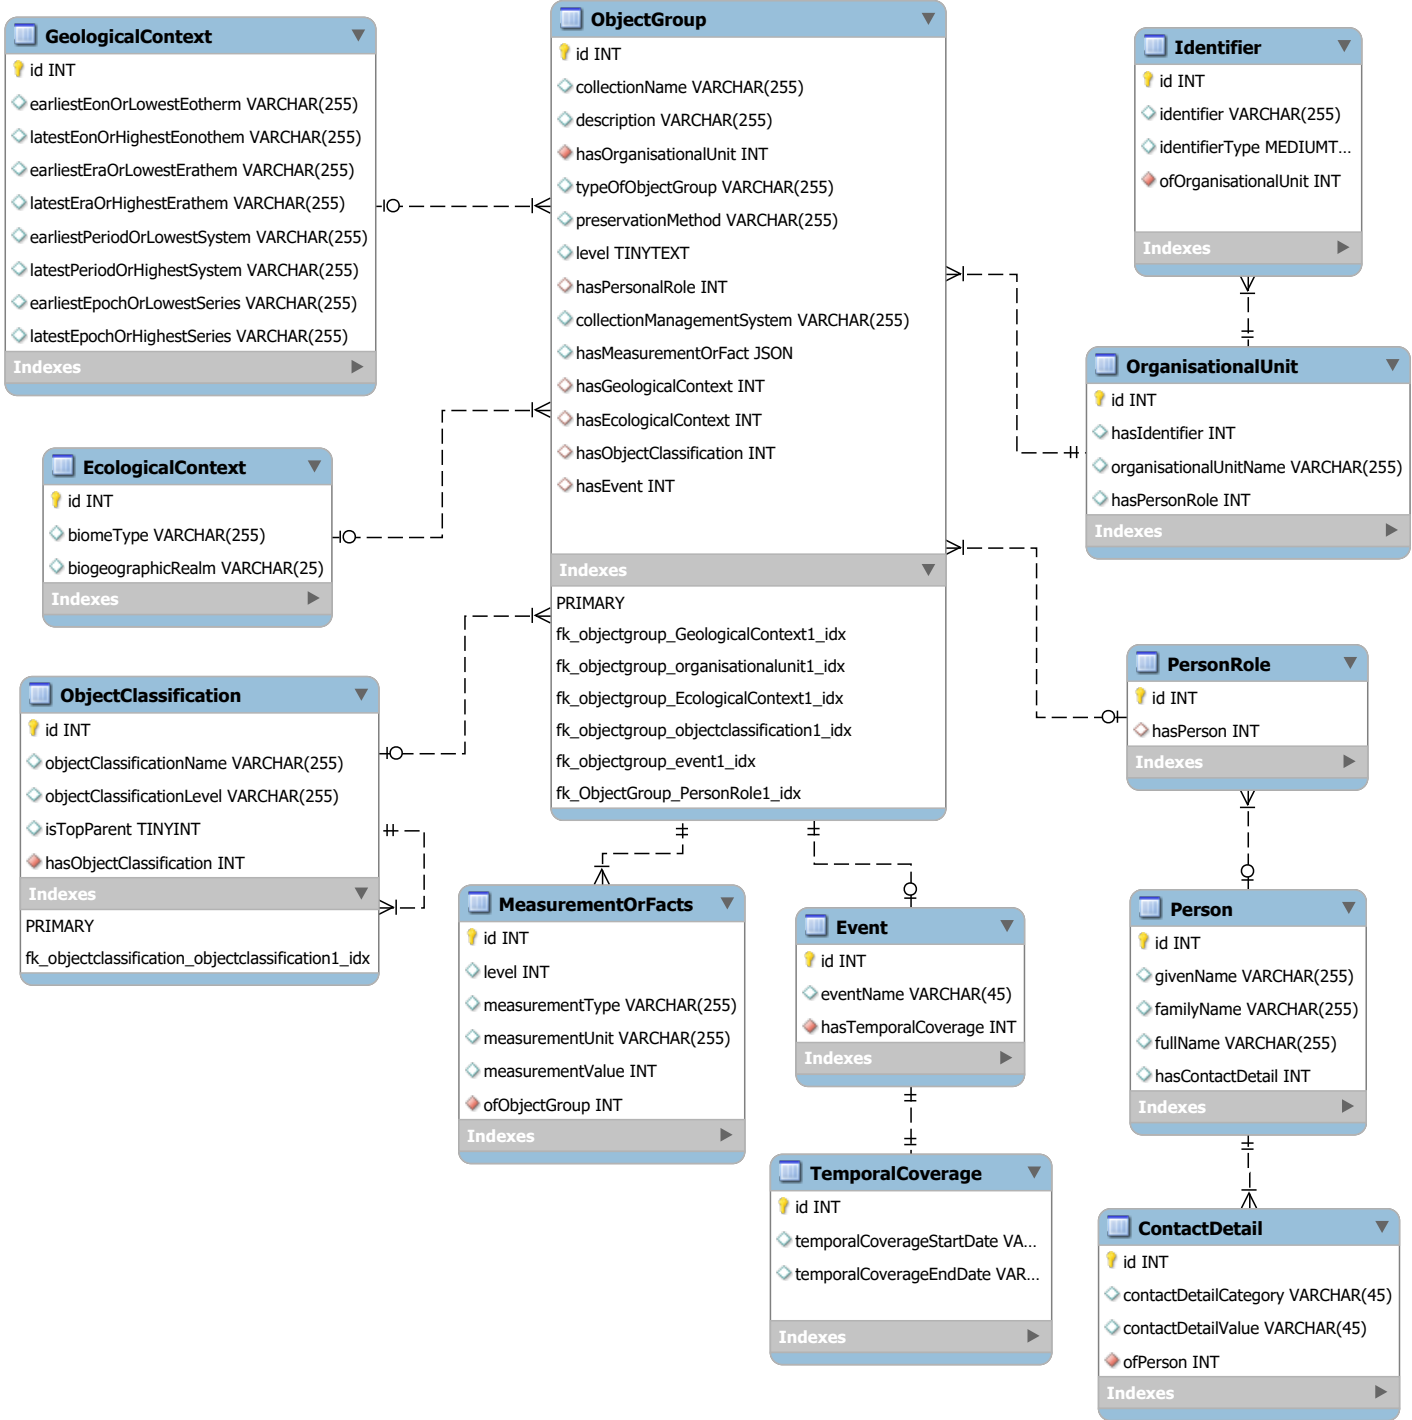 GeologicalContext
id INT
earliestEonOrLowestEotherm VARCHAR(255)
latestEonOrHighestEonothem VARCHAR(255)
earliestEraOrLowestErathem VARCHAR(255)
latestEraOrHighestErathem VARCHAR(255)
earliestPeriodOrLowestSystem VARCHAR(255)
latestPeriodOrHighestSystem VARCHAR(255)
earliestEpochOrLowestSeries VARCHAR(255)
latestEpochOrHighestSeries VARCHAR(255)
Indexes
EcologicalContext
id INT
biomeType VARCHAR(255)
biogeographicRealm VARCHAR(25)
Indexes
ObjectClassification
id INT
objectClassificationName VARCHAR(255)
objectClassificationLevel VARCHAR(255)
isTopParent TINYINT
hasObjectClassification INT
Indexes
PRIMARY
fk_objectclassification_objectclassification1_idx
ObjectGroup
id INT
collectionName VARCHAR(255)
description VARCHAR(255)
hasOrganisationalUnit INT
typeOfObjectGroup VARCHAR(255)
preservationMethod VARCHAR(255)
level TINYTEXT
hasPersonalRole INT
collectionManagementSystem VARCHAR(255)
hasMeasurementOrFact JSON
hasGeologicalContext INT
hasEcologicalContext INT
hasObjectClassification INT
hasEvent INT
Indexes
PRIMARY
fk_objectgroup_GeologicalContext1_idx
fk_objectgroup_organisationalunit1_idx
fk_objectgroup_EcologicalContext1_idx
fk_objectgroup_objectclassification1_idx
fk_objectgroup_event1_idx
fk_ObjectGroup_PersonRole1_idx
MeasurementOrFacts
id INT
level INT
measurementType VARCHAR(255)
measurementUnit VARCHAR(255)
measurementValue INT
ofObjectGroup INT
Indexes
Event
id INT
eventName VARCHAR(45)
hasTemporalCoverage INT
Indexes
TemporalCoverage
id INT
temporalCoverageStartDate VA...
temporalCoverageEndDate VAR...
Indexes
Identifier
id INT
identifier VARCHAR(255)
identifierType MEDIUMT...
ofOrganisationalUnit INT
Indexes
OrganisationalUnit
id INT
hasIdentifier INT
organisationalUnitName VARCHAR(255)
hasPersonRole INT
Indexes
PersonRole
id INT
hasPerson INT
Indexes
Person
id INT
givenName VARCHAR(255)
familyName VARCHAR(255)
fullName VARCHAR(255)
hasContactDetail INT
Indexes
ContactDetail
id INT
contactDetailCategory VARCHAR(45)
contactDetailValue VARCHAR(45)
ofPerson INT
Indexes